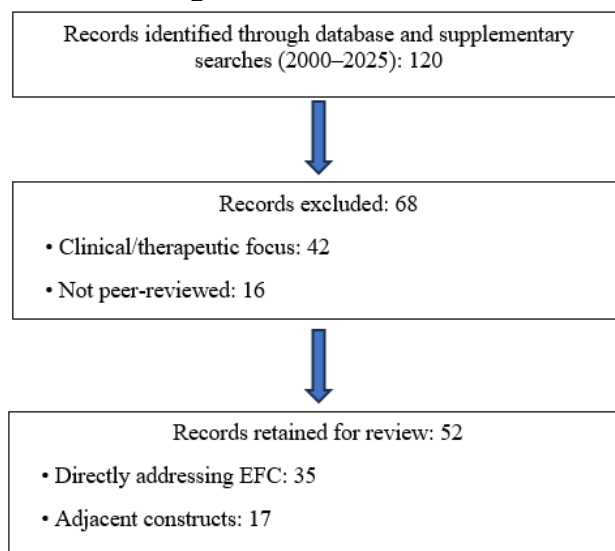 Records identified through database and supplementary
searches (2000–2025): 120
Records excluded: 68
• Clinical/therapeutic focus: 42
• Not peer-reviewed: 16
Records retained for review: 52
• Directly addressing EFC: 35
• Adjacent constructs: 17